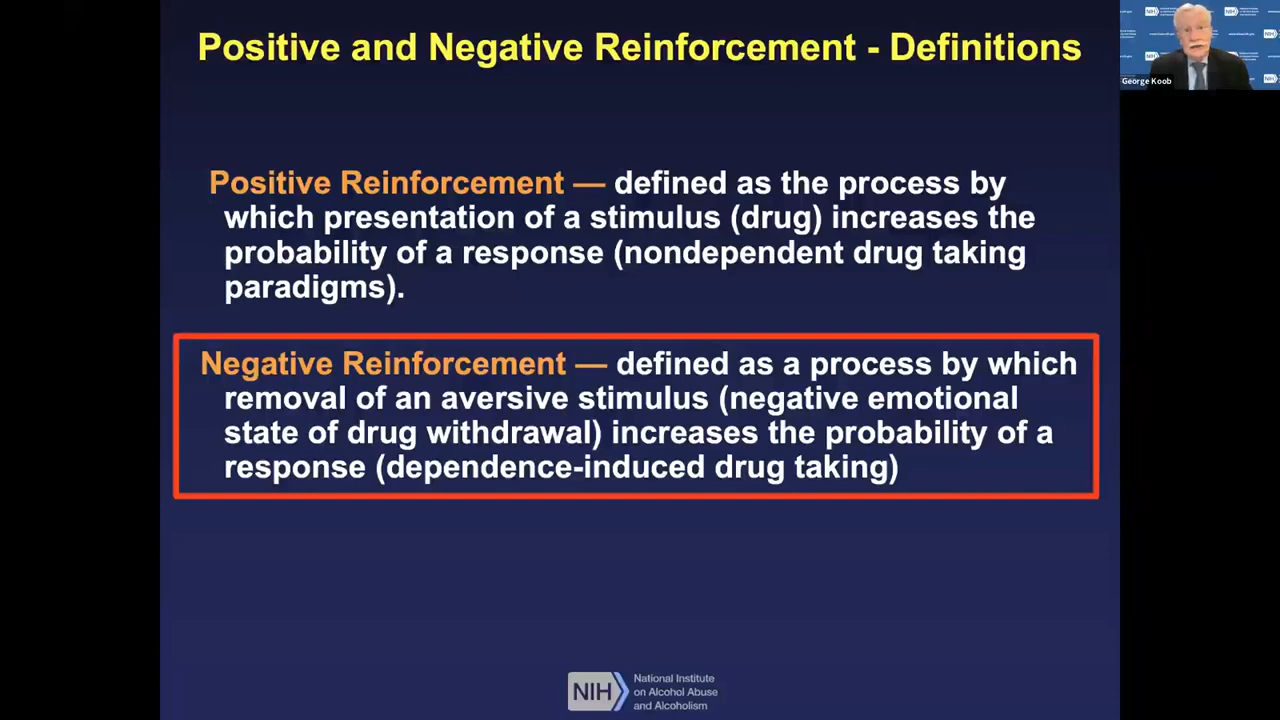 Positive and Negative Reinforcement - Definitions
George Koob
Positive Reinforcement — defined as the process by
which presentation of a stimulus (drug) increases the
probability of a response (nondependent drug taking
paradigms).
Negative Reinforcement — defined as a process by which
removal of an aversive stimulus (negative emotional
state of drug withdrawal) increases the probability of a
response (dependence-induced drug taking)
NIH
National Institute
on Alcohol Abuse
and Alcoholism